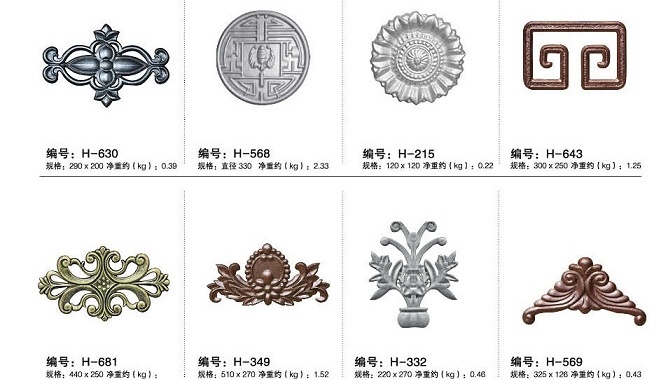 编号：H-630
规格：290 x 200 净重约（kg）：0.39
编号：H-568
规格：直径 330 净重约（kg）：2.33
编号：H-215
规格：120 x 120 净重约（kg）：0.22
编号：H-643
规格：300 x 250 净重约（kg）：1.25
编号：H-681
规格：440 x 250 净重约（kg）：
编号：H-349
规格：510 x 270 净重约（kg）：1.52
编号：H-332
规格：220 x 270 净重约（kg）：0.46
编号：H-569
规格：325 x 126 净重约（kg）：0.43